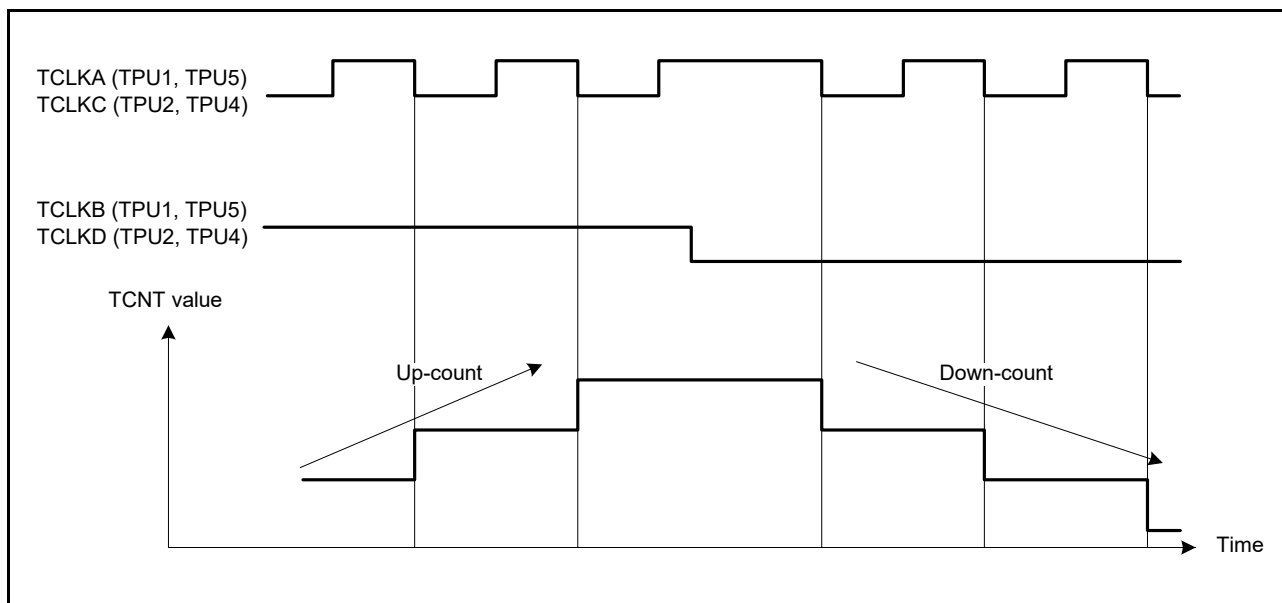 TCLKA (TPU1, TPU5)
TCLKC (TPU2, TPU4)
TCLKB (TPU1, TPU5)
TCLKD (TPU2, TPU4)
TCNT value
Up-count
Down-count
Time